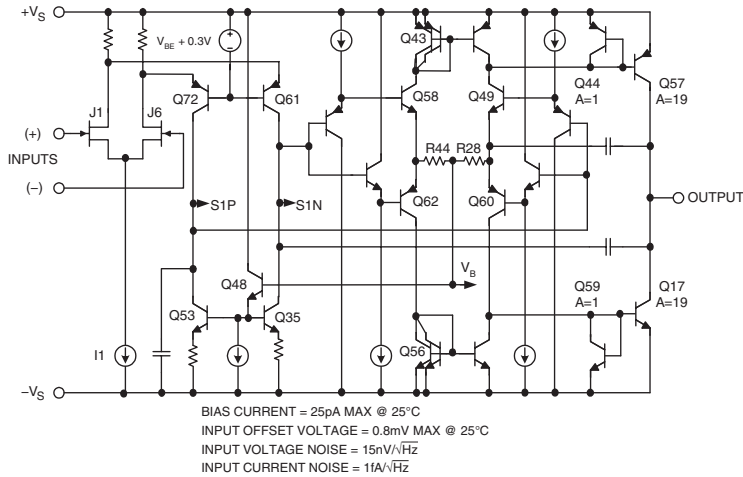 +VS
VBE + 0.3V
Q43
Q44
A=1
Q57
A=19
J1
J6
Q72
Q61
Q58
Q49
(+)
INPUTS
(−)
R44
R28
S1P
S1N
Q62
Q60
OUTPUT
VB
Q48
Q53
Q35
Q59
A=1
Q17
A=19
I1
Q56
−VS
BIAS CURRENT = 25pA MAX @ 25°C
INPUT OFFSET VOLTAGE = 0.8mV MAX @ 25°C
INPUT VOLTAGE NOISE = 15nV/√Hz
INPUT CURRENT NOISE = 1fA/√Hz